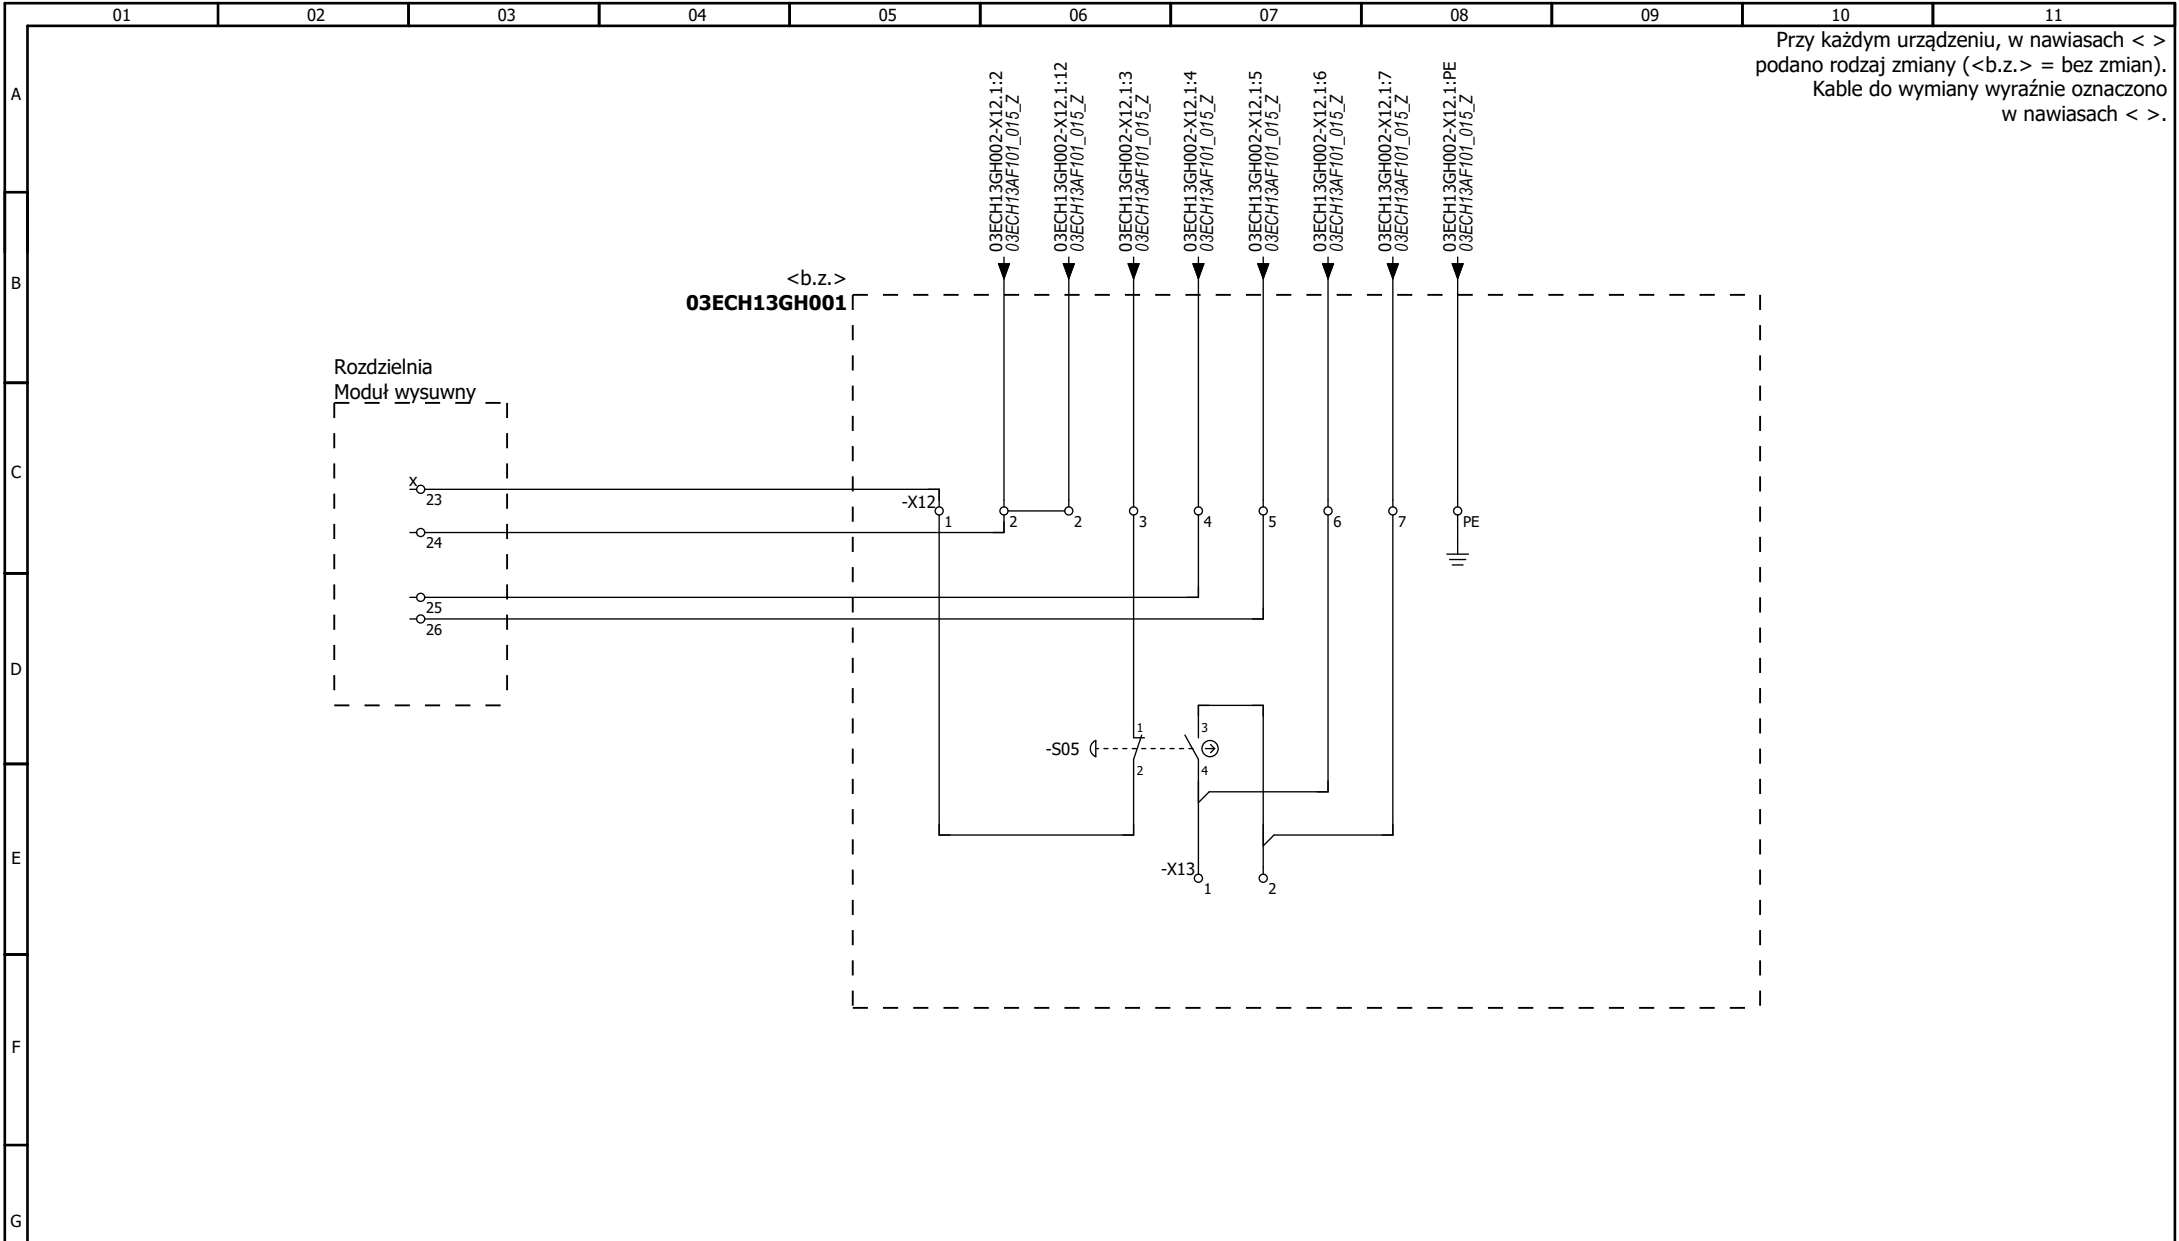 01 02 03 04 05 06 07 08 09 10 11
Przy każdym urządzeniu, w nawiasach < >
podano rodzaj zmiany (<b.z.> = bez zmian).
Kable do wymiany wyraźnie oznaczono
w nawiasach < >.
A
B
C
D
E
F
G
03ECH13GH002-X12.1:2
03ECH13AF101_015_Z
03ECH13GH002-X12.1:12
03ECH13AF101_015_Z
03ECH13GH002-X12.1:3
03ECH13AF101_015_Z
03ECH13GH002-X12.1:4
03ECH13AF101_015_Z
03ECH13GH002-X12.1:5
03ECH13AF101_015_Z
03ECH13GH002-X12.1:6
03ECH13AF101_015_Z
03ECH13GH002-X12.1:7
03ECH13AF101_015_Z
03ECH13GH002-X12.1:PE
03ECH13AF101_015_Z
<b.z.>
03ECH13GH001
Rozdzielnia
Moduł wysuwny
x
23
24
25
26
-X12
1 2 2 3 4 5 6 7 PE
1 3
-S05
2 4
-X13
1 2